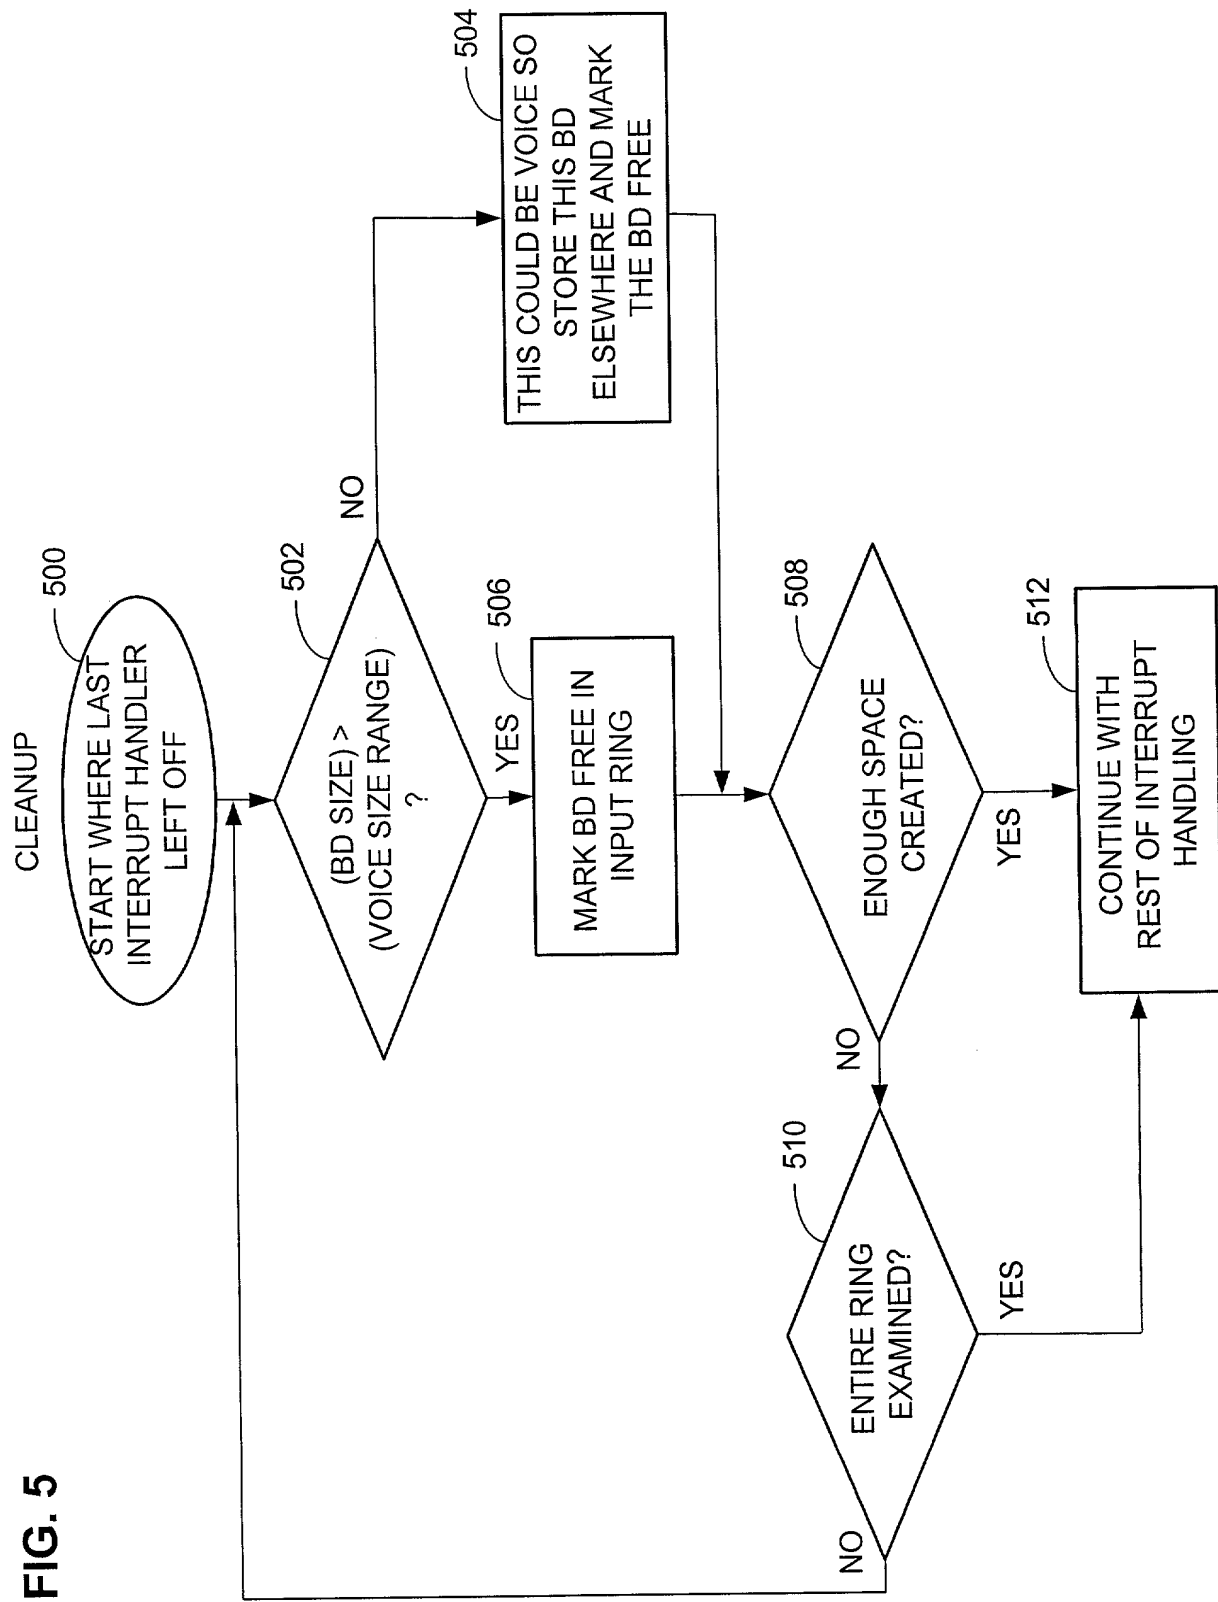 FIG. 5
CLEANUP
START WHERE LAST
INTERRUPT HANDLER
LEFT OFF
500
(BD SIZE) >
(VOICE SIZE RANGE)
?
502
NO
YES
THIS COULD BE VOICE SO
STORE THIS BD
ELSEWHERE AND MARK
THE BD FREE
504
MARK BD FREE IN
INPUT RING
506
ENOUGH SPACE
CREATED?
508
NO
YES
ENTIRE RING
EXAMINED?
510
NO
YES
CONTINUE WITH
REST OF INTERRUPT
HANDLING
512